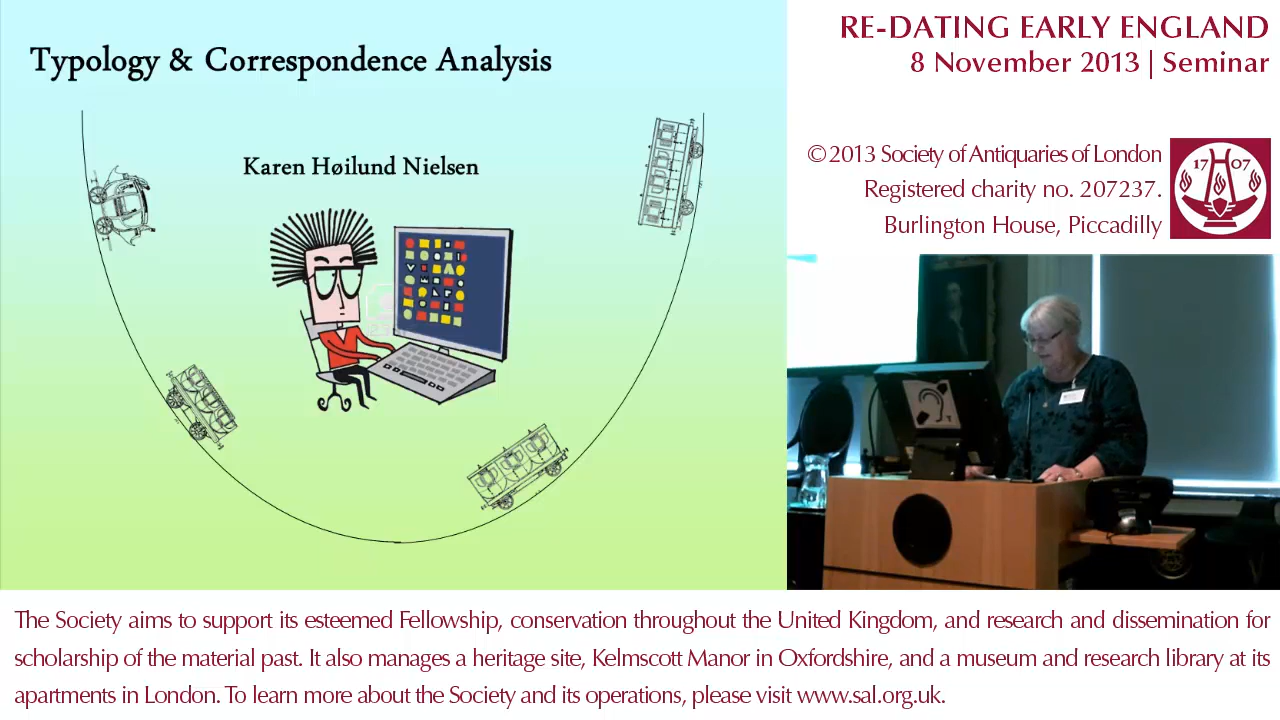 Typology & Correspondence Analysis
Karen Høilund Nielsen
RE-DATING EARLY ENGLAND
8 November 2013 | Seminar
© 2013 Society of Antiquaries of London
Registered charity no. 207237.
Burlington House, Piccadilly
17 07
The Society aims to support its esteemed Fellowship, conservation throughout the United Kingdom, and research and dissemination for
scholarship of the material past. It also manages a heritage site, Kelmscott Manor in Oxfordshire, and a museum and research library at its
apartments in London. To learn more about the Society and its operations, please visit www.sal.org.uk.